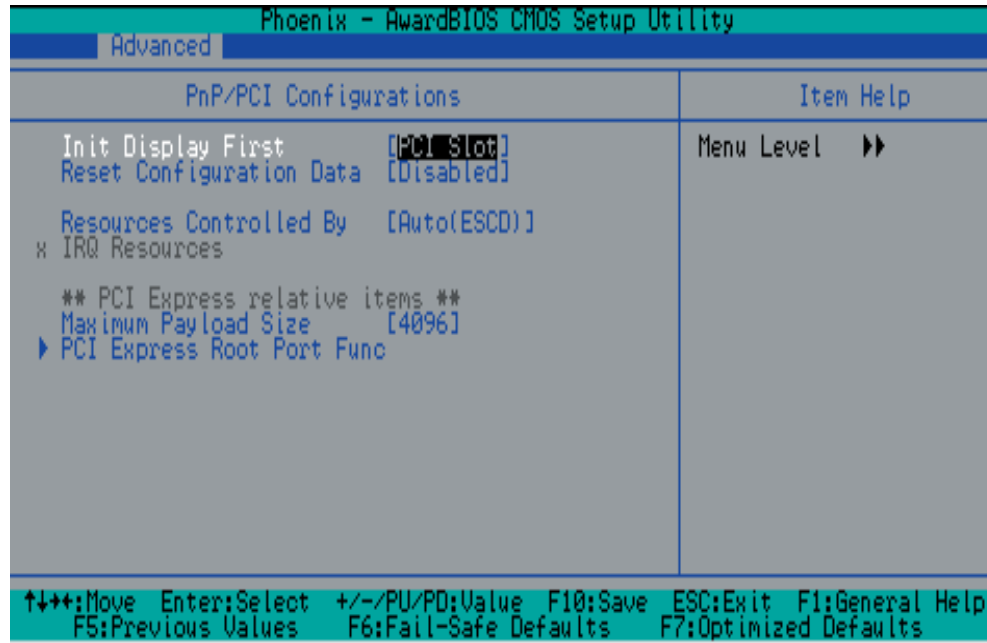 Phoenix - AwardBIOS CMOS Setup Utility
Advanced
PnP/PCI Configurations
Item Help
Init Display First [PCI Slot]
Menu Level ▶▶
Reset Configuration Data [Disabled]
Resources Controlled By [Auto(ESCD)]
x IRQ Resources
** PCI Express relative items **
Maximum Payload Size [4096]
▶ PCI Express Root Port Func
↑↓→←:Move Enter:Select +/-/PU/PD:Value F10:Save ESC:Exit F1:General Help
F5:Previous Values F6:Fail-Safe Defaults F7:Optimized Defaults